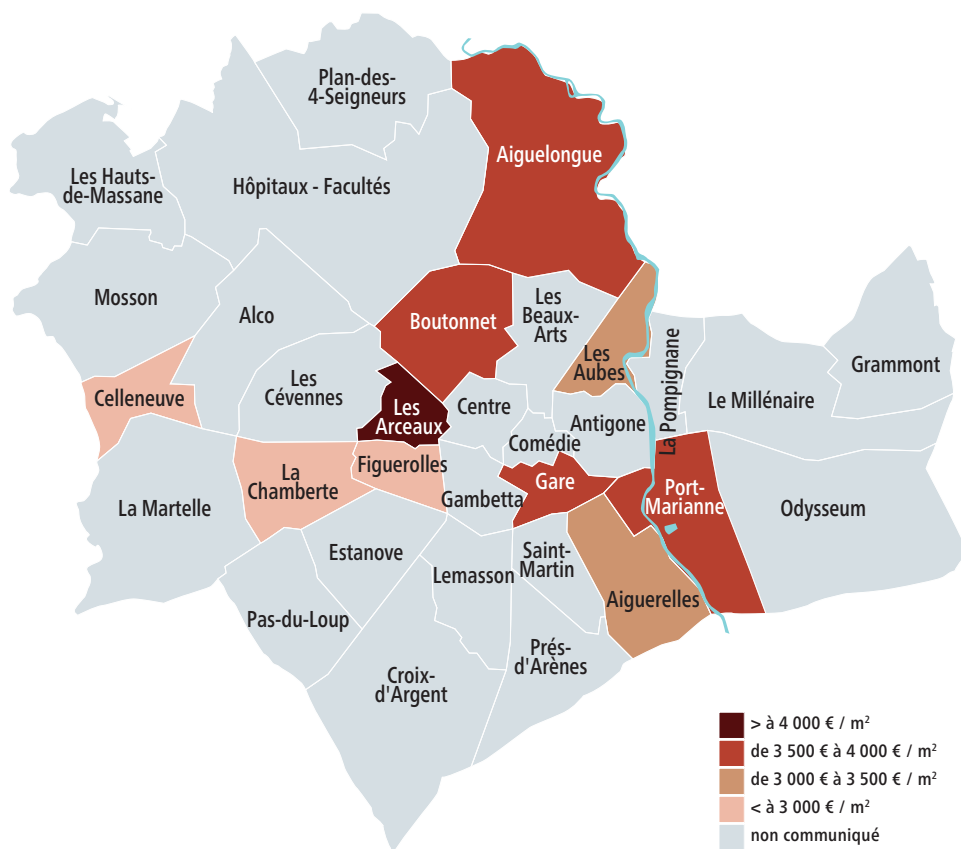 Plan-des-
4-Seigneurs
Aiguelongue
Les Hauts-
de-Massane
Hôpitaux - Facultés
Mosson
Alco
Boutonnet
Les
Beaux-
Arts
Les
Aubes
La Pompignane
Grammont
Celleneuve
Les
Cévennes
Les
Arceaux
Centre
Comédie
Antigone
Le Millénaire
La
Chamberte
Figuerolles
Gambetta
Gare
Port-
Marianne
Odysseum
La Martelle
Estanove
Lemasson
Saint-
Martin
Aiguerelles
Pas-du-Loup
Croix-
d'Argent
Prés-
d'Arènes
> à 4 000 € / m²
de 3 500 € à 4 000 € / m²
de 3 000 € à 3 500 € / m²
< à 3 000 € / m²
non communiqué